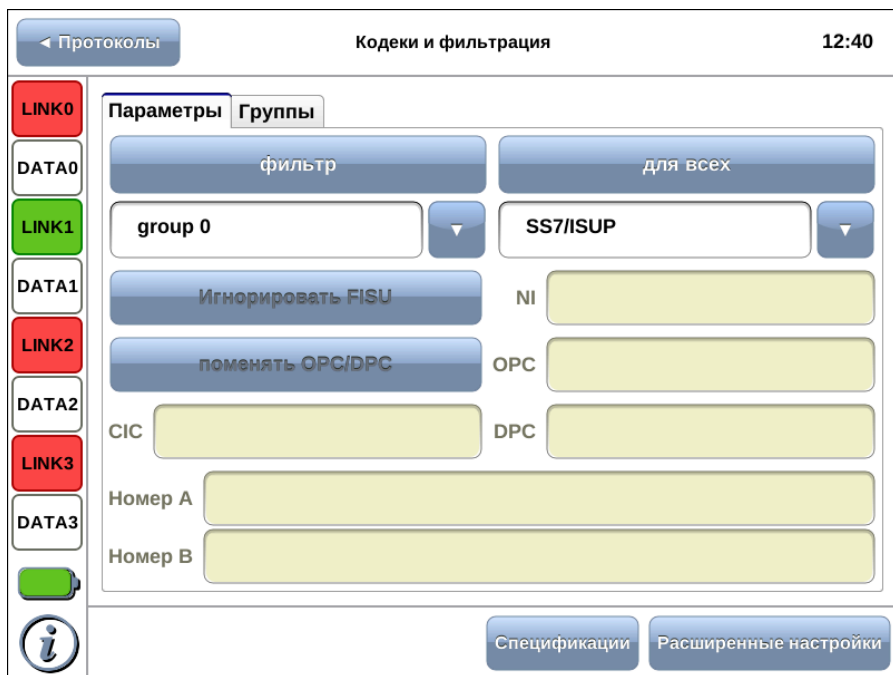 ◄ Протоколы
Кодеки и фильтрация
12:40
LINK0
DATA0
LINK1
DATA1
LINK2
DATA2
LINK3
DATA3
i
Параметры Группы
фильтр для всех
group 0 ▼ SS7/ISUP ▼
Игнорировать FISU NI
поменять OPC/DPC OPC
CIC DPC
Номер A
Номер B
Спецификации Расширенные настройки